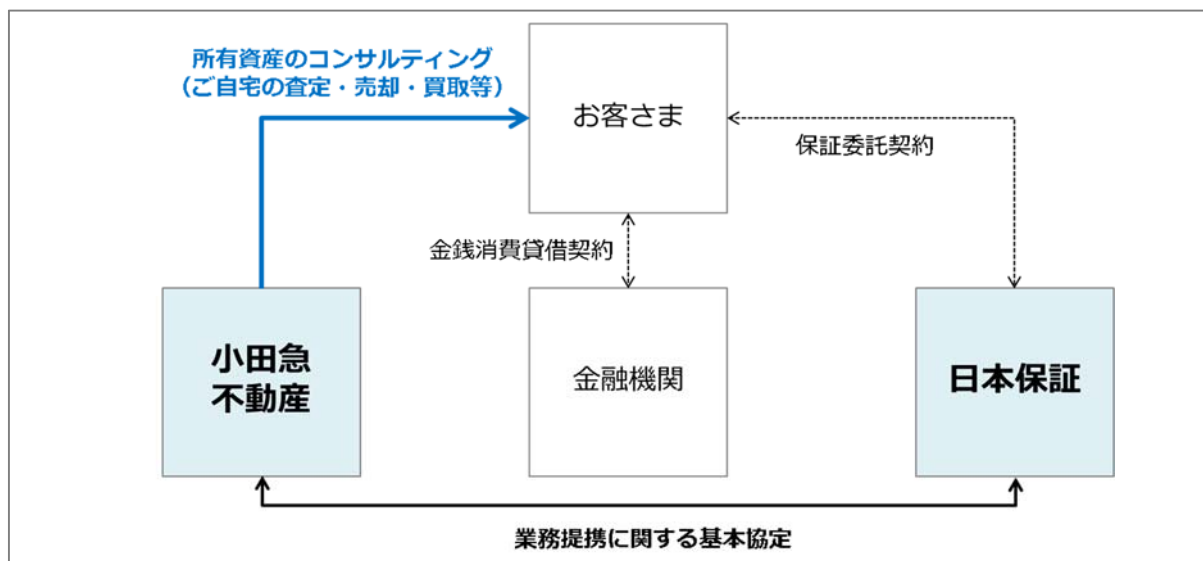 所有資産のコンサルティング
（ご自宅の査定・売却・買取等）
お客さま
保証委託契約
金銭消費貸借契約
小田急
不動産
金融機関
日本保証
業務提携に関する基本協定